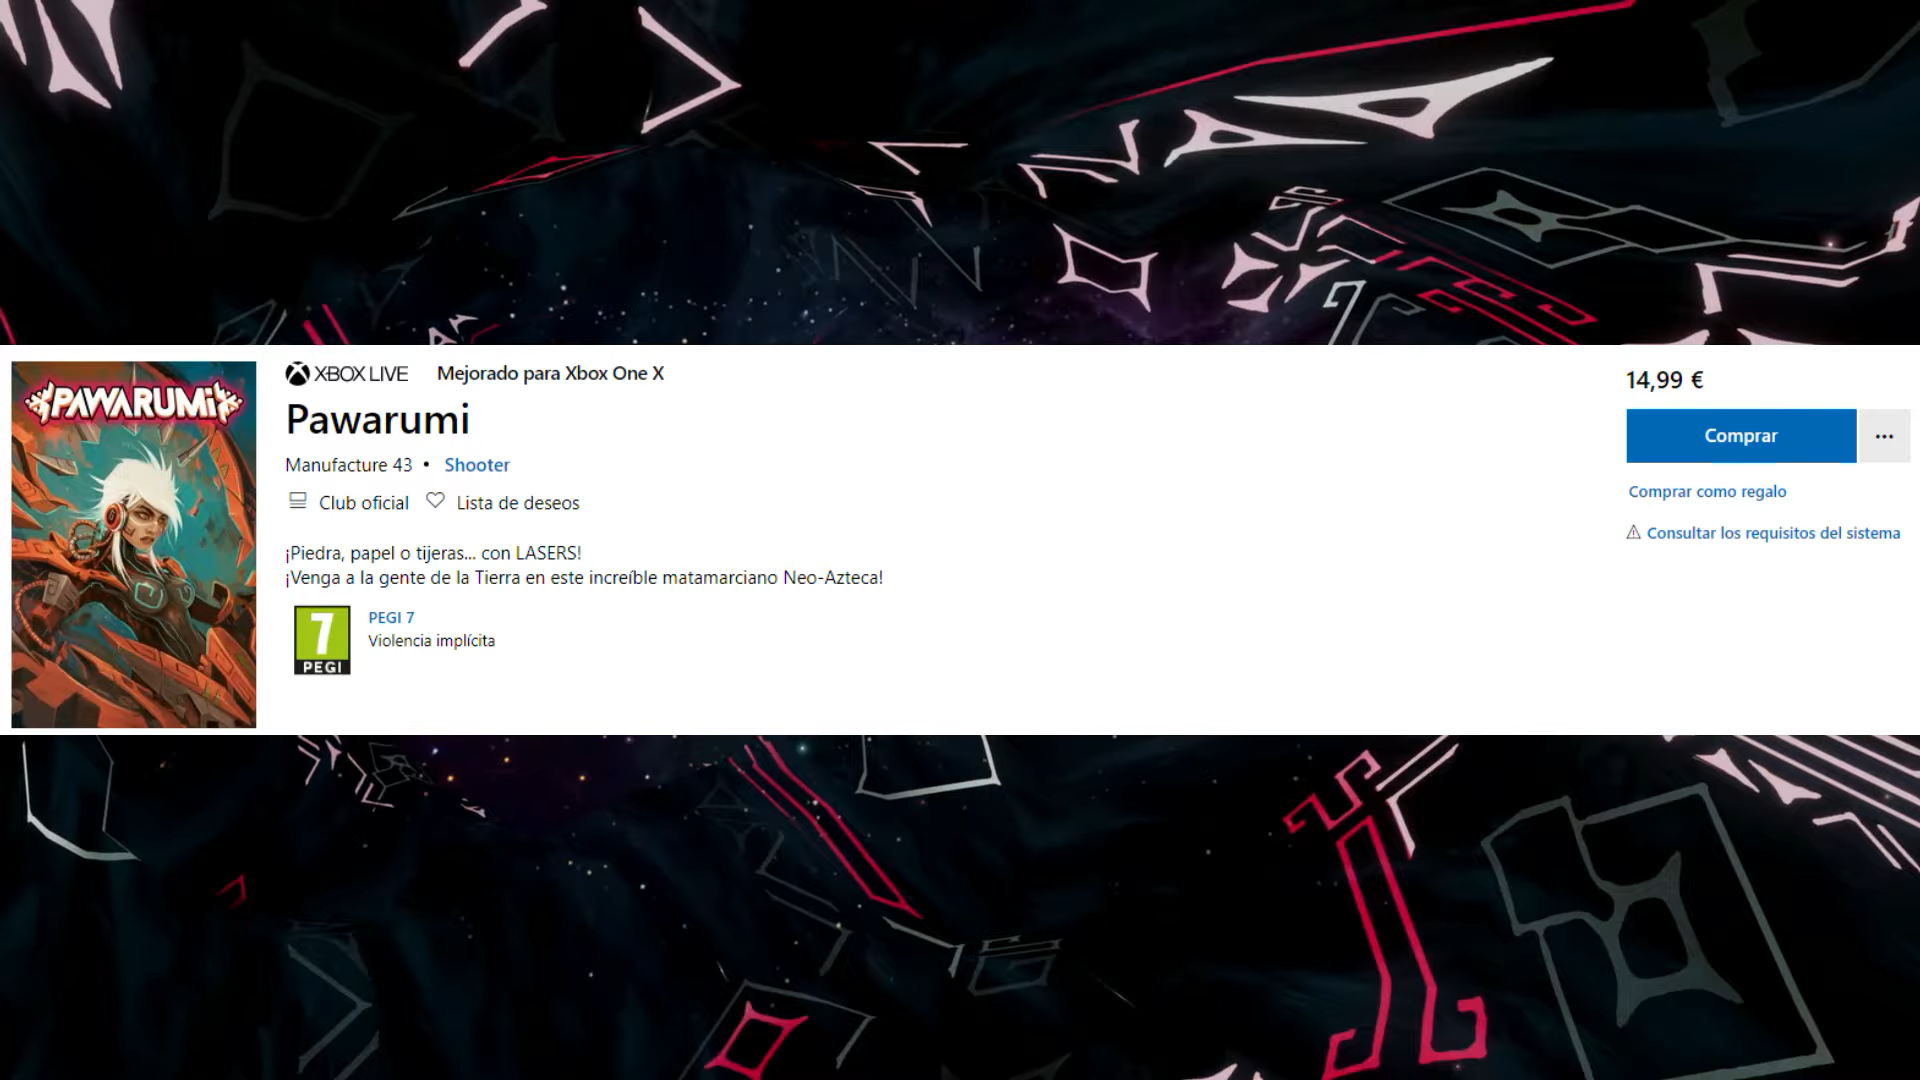 PAWARUMI
XBOX LIVE Mejorado para Xbox One X
Pawarumi
Manufacture 43 • Shooter
Club oficial Lista de deseos
¡Piedra, papel o tijeras... con LASERS!
¡Venga a la gente de la Tierra en este increíble matamarciano Neo-Azteca!
7
PEGI
PEGI 7
Violencia implícita
14,99 €
Comprar ...
Comprar como regalo
Consultar los requisitos del sistema